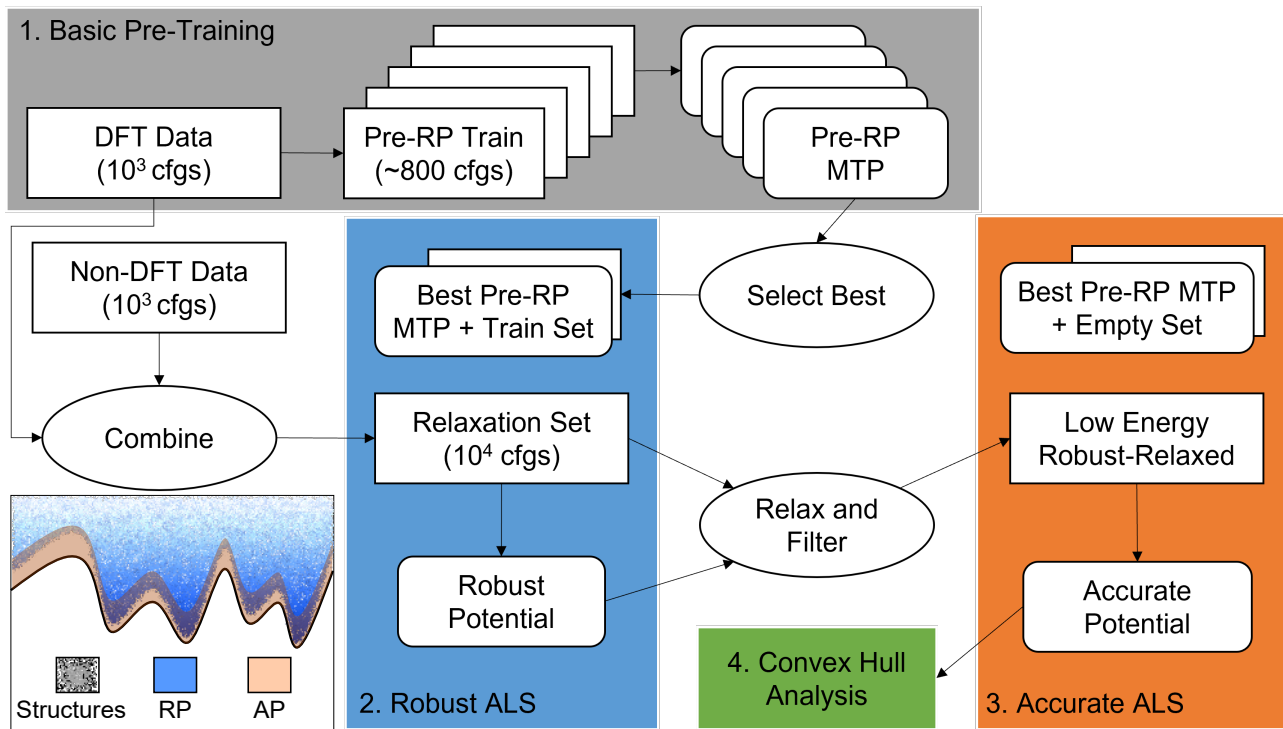 1. Basic Pre-Training
DFT Data
(10³ cfgs)
Pre-RP Train
(~800 cfgs)
Pre-RP
MTP
Non-DFT Data
(10³ cfgs)
Best Pre-RP
MTP + Train Set
Select Best
Best Pre-RP MTP
+ Empty Set
Combine
Relaxation Set
(10⁴ cfgs)
Relax and
Filter
Low Energy
Robust-Relaxed
Robust
Potential
Accurate
Potential
Structures
RP
AP
2. Robust ALS
4. Convex Hull
Analysis
3. Accurate ALS